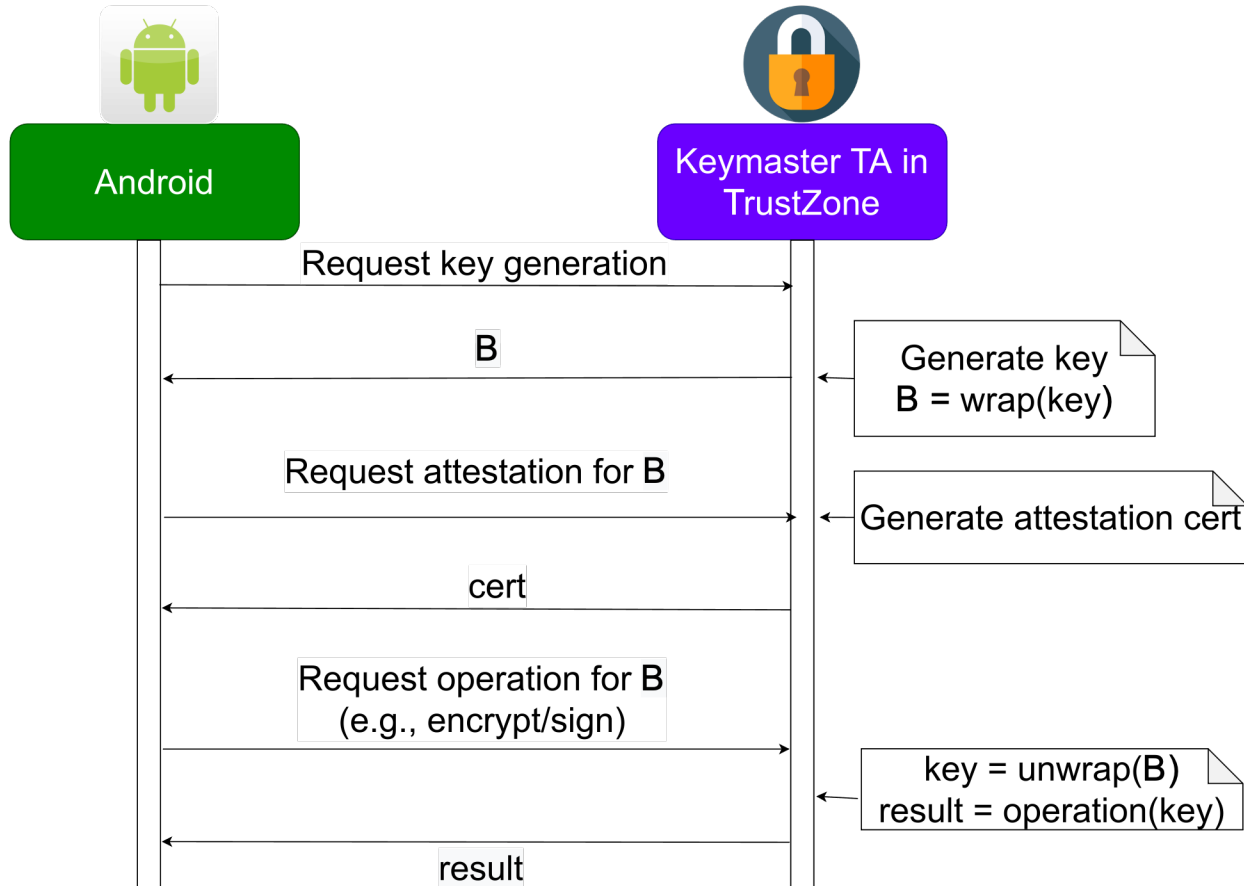 Android
Keymaster TA in
TrustZone
Request key generation
B
Generate key
B = wrap(key)
Request attestation for B
Generate attestation cert
cert
Request operation for B
(e.g., encrypt/sign)
key = unwrap(B)
result = operation(key)
result